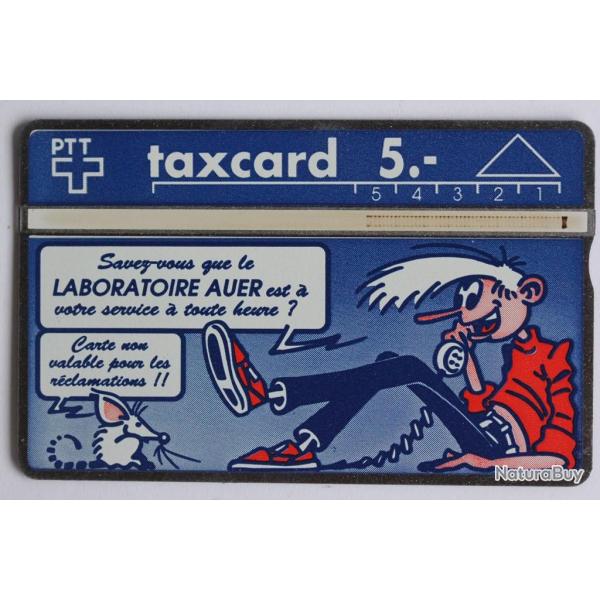 PTT
taxcard 5.-
5 4 3 2 1
Savez-vous que le
LABORATOIRE AUER est à
votre service à toute heure ?
Carte non
valable pour les
réclamations !!
NaturaBuy